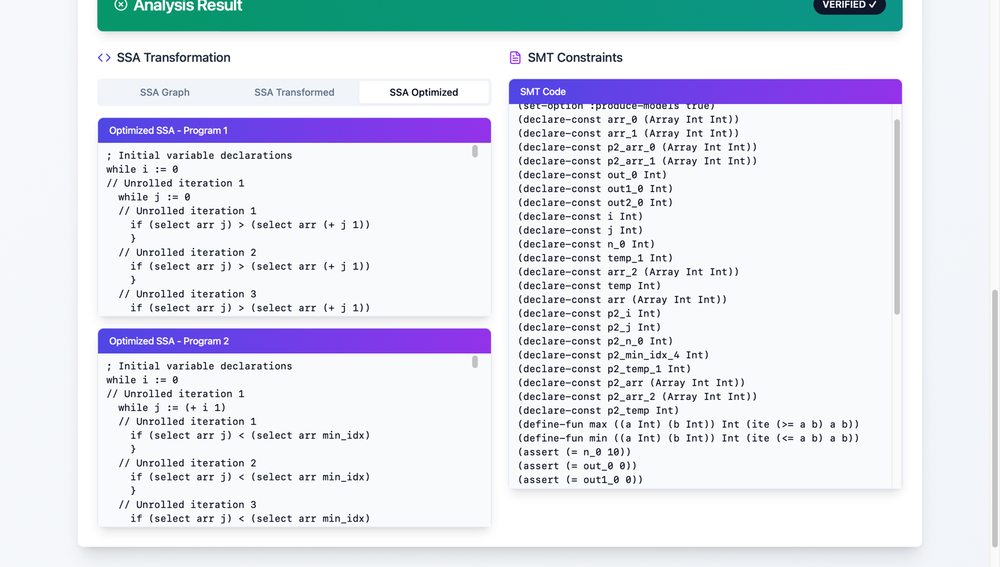 Analysis Result
VERIFIED ✓
SSA Transformation
SSA Graph
SSA Transformed
SSA Optimized
Optimized SSA - Program 1
; Initial variable declarations
while i := 0
// Unrolled iteration 1
  while j := 0
  // Unrolled iteration 1
    if (select arr j) > (select arr (+ j 1))
    }
  // Unrolled iteration 2
    if (select arr j) > (select arr (+ j 1))
    }
  // Unrolled iteration 3
    if (select arr j) > (select arr (+ j 1))
Optimized SSA - Program 2
; Initial variable declarations
while i := 0
// Unrolled iteration 1
  while j := (+ i 1)
  // Unrolled iteration 1
    if (select arr j) < (select arr min_idx)
    }
  // Unrolled iteration 2
    if (select arr j) < (select arr min_idx)
    }
  // Unrolled iteration 3
    if (select arr j) < (select arr min_idx)
SMT Constraints
SMT Code
(set-option :produce-models true)
(declare-const arr_0 (Array Int Int))
(declare-const arr_1 (Array Int Int))
(declare-const p2_arr_0 (Array Int Int))
(declare-const p2_arr_1 (Array Int Int))
(declare-const out_0 Int)
(declare-const out1_0 Int)
(declare-const out2_0 Int)
(declare-const i Int)
(declare-const j Int)
(declare-const n_0 Int)
(declare-const temp_1 Int)
(declare-const arr_2 (Array Int Int))
(declare-const temp Int)
(declare-const arr (Array Int Int))
(declare-const p2_i Int)
(declare-const p2_j Int)
(declare-const p2_n_0 Int)
(declare-const p2_min_idx_4 Int)
(declare-const p2_temp_1 Int)
(declare-const p2_arr (Array Int Int))
(declare-const p2_arr_2 (Array Int Int))
(declare-const p2_temp Int)
(define-fun max ((a Int) (b Int)) Int (ite (>= a b) a b))
(define-fun min ((a Int) (b Int)) Int (ite (<= a b) a b))
(assert (= n_0 10))
(assert (= out_0 0))
(assert (= out1_0 0))